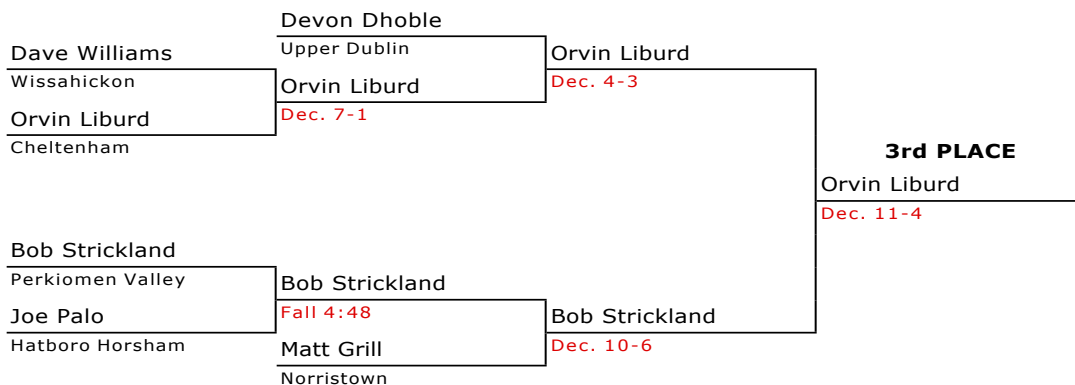 Devon Dhoble
Upper Dublin
Dave Williams
Wissahickon
Orvin Liburd
Dec. 4-3
Orvin Liburd
Dec. 7-1
Orvin Liburd
Cheltenham
3rd PLACE
Orvin Liburd
Dec. 11-4
Bob Strickland
Perkiomen Valley
Bob Strickland
Fall 4:48
Joe Palo
Hatboro Horsham
Bob Strickland
Dec. 10-6
Matt Grill
Norristown